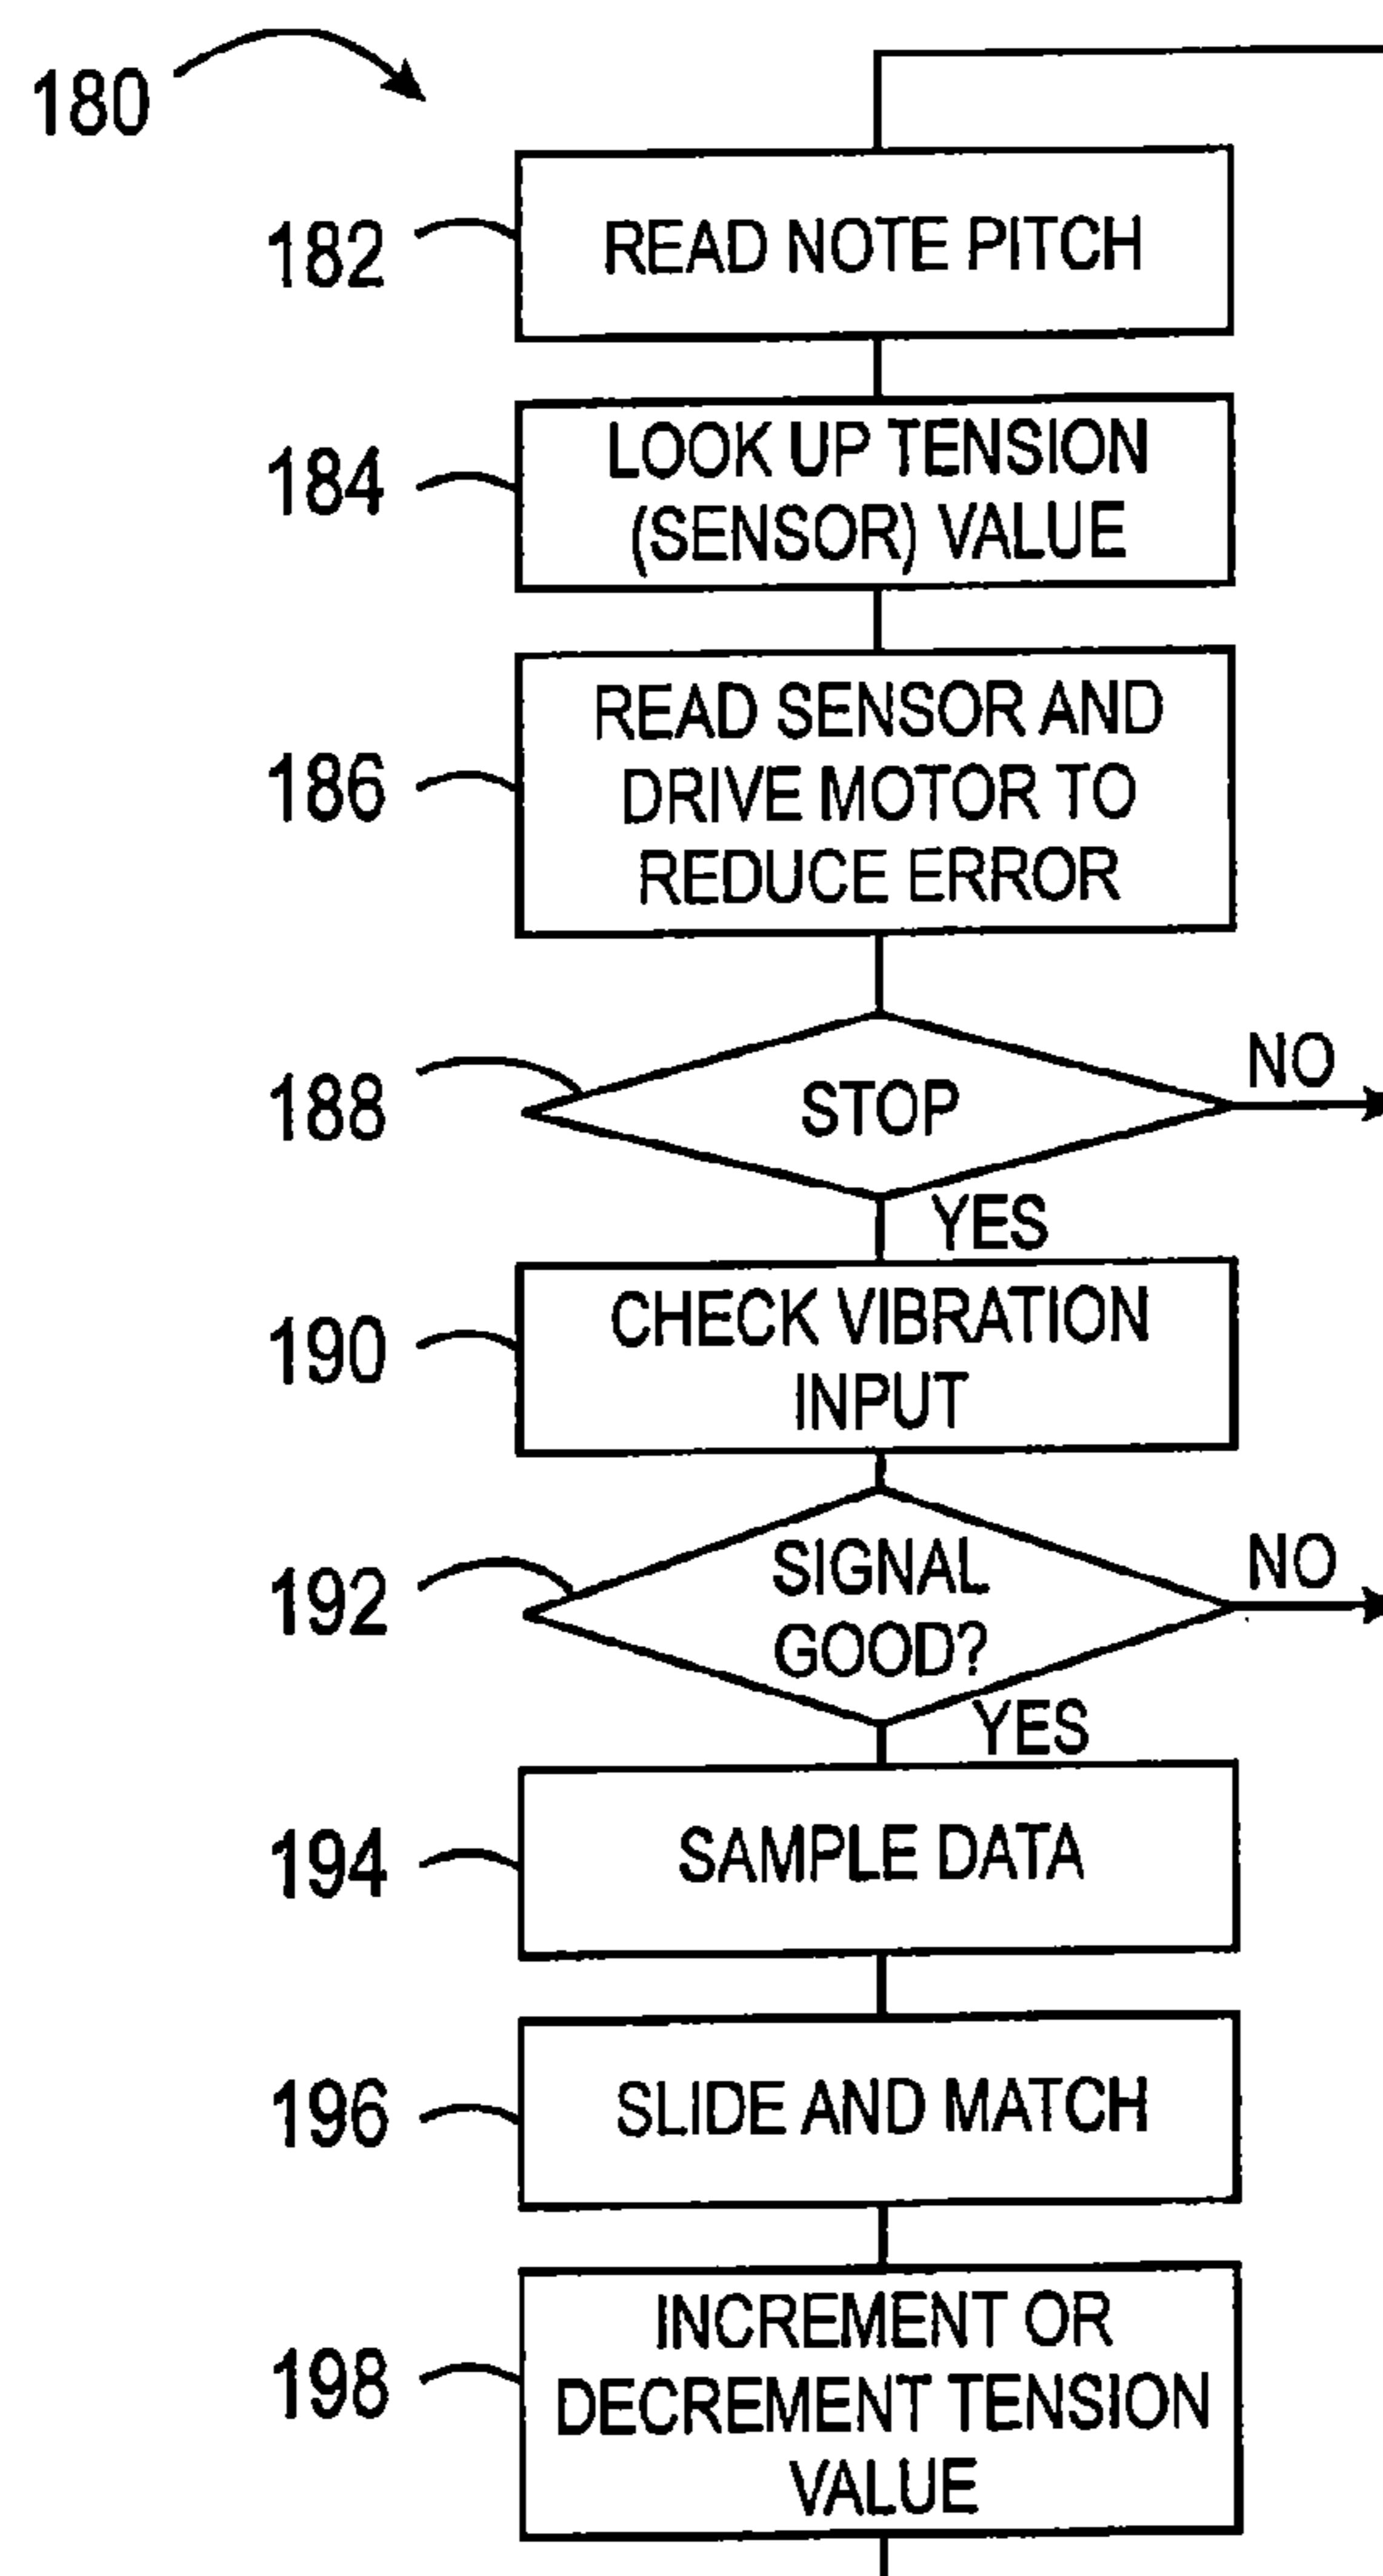 180
182
READ NOTE PITCH
184
LOOK UP TENSION
(SENSOR) VALUE
186
READ SENSOR AND
DRIVE MOTOR TO
REDUCE ERROR
188
STOP
NO
YES
190
CHECK VIBRATION
INPUT
192
SIGNAL
GOOD?
NO
YES
194
SAMPLE DATA
196
SLIDE AND MATCH
198
INCREMENT OR
DECREMENT TENSION
VALUE